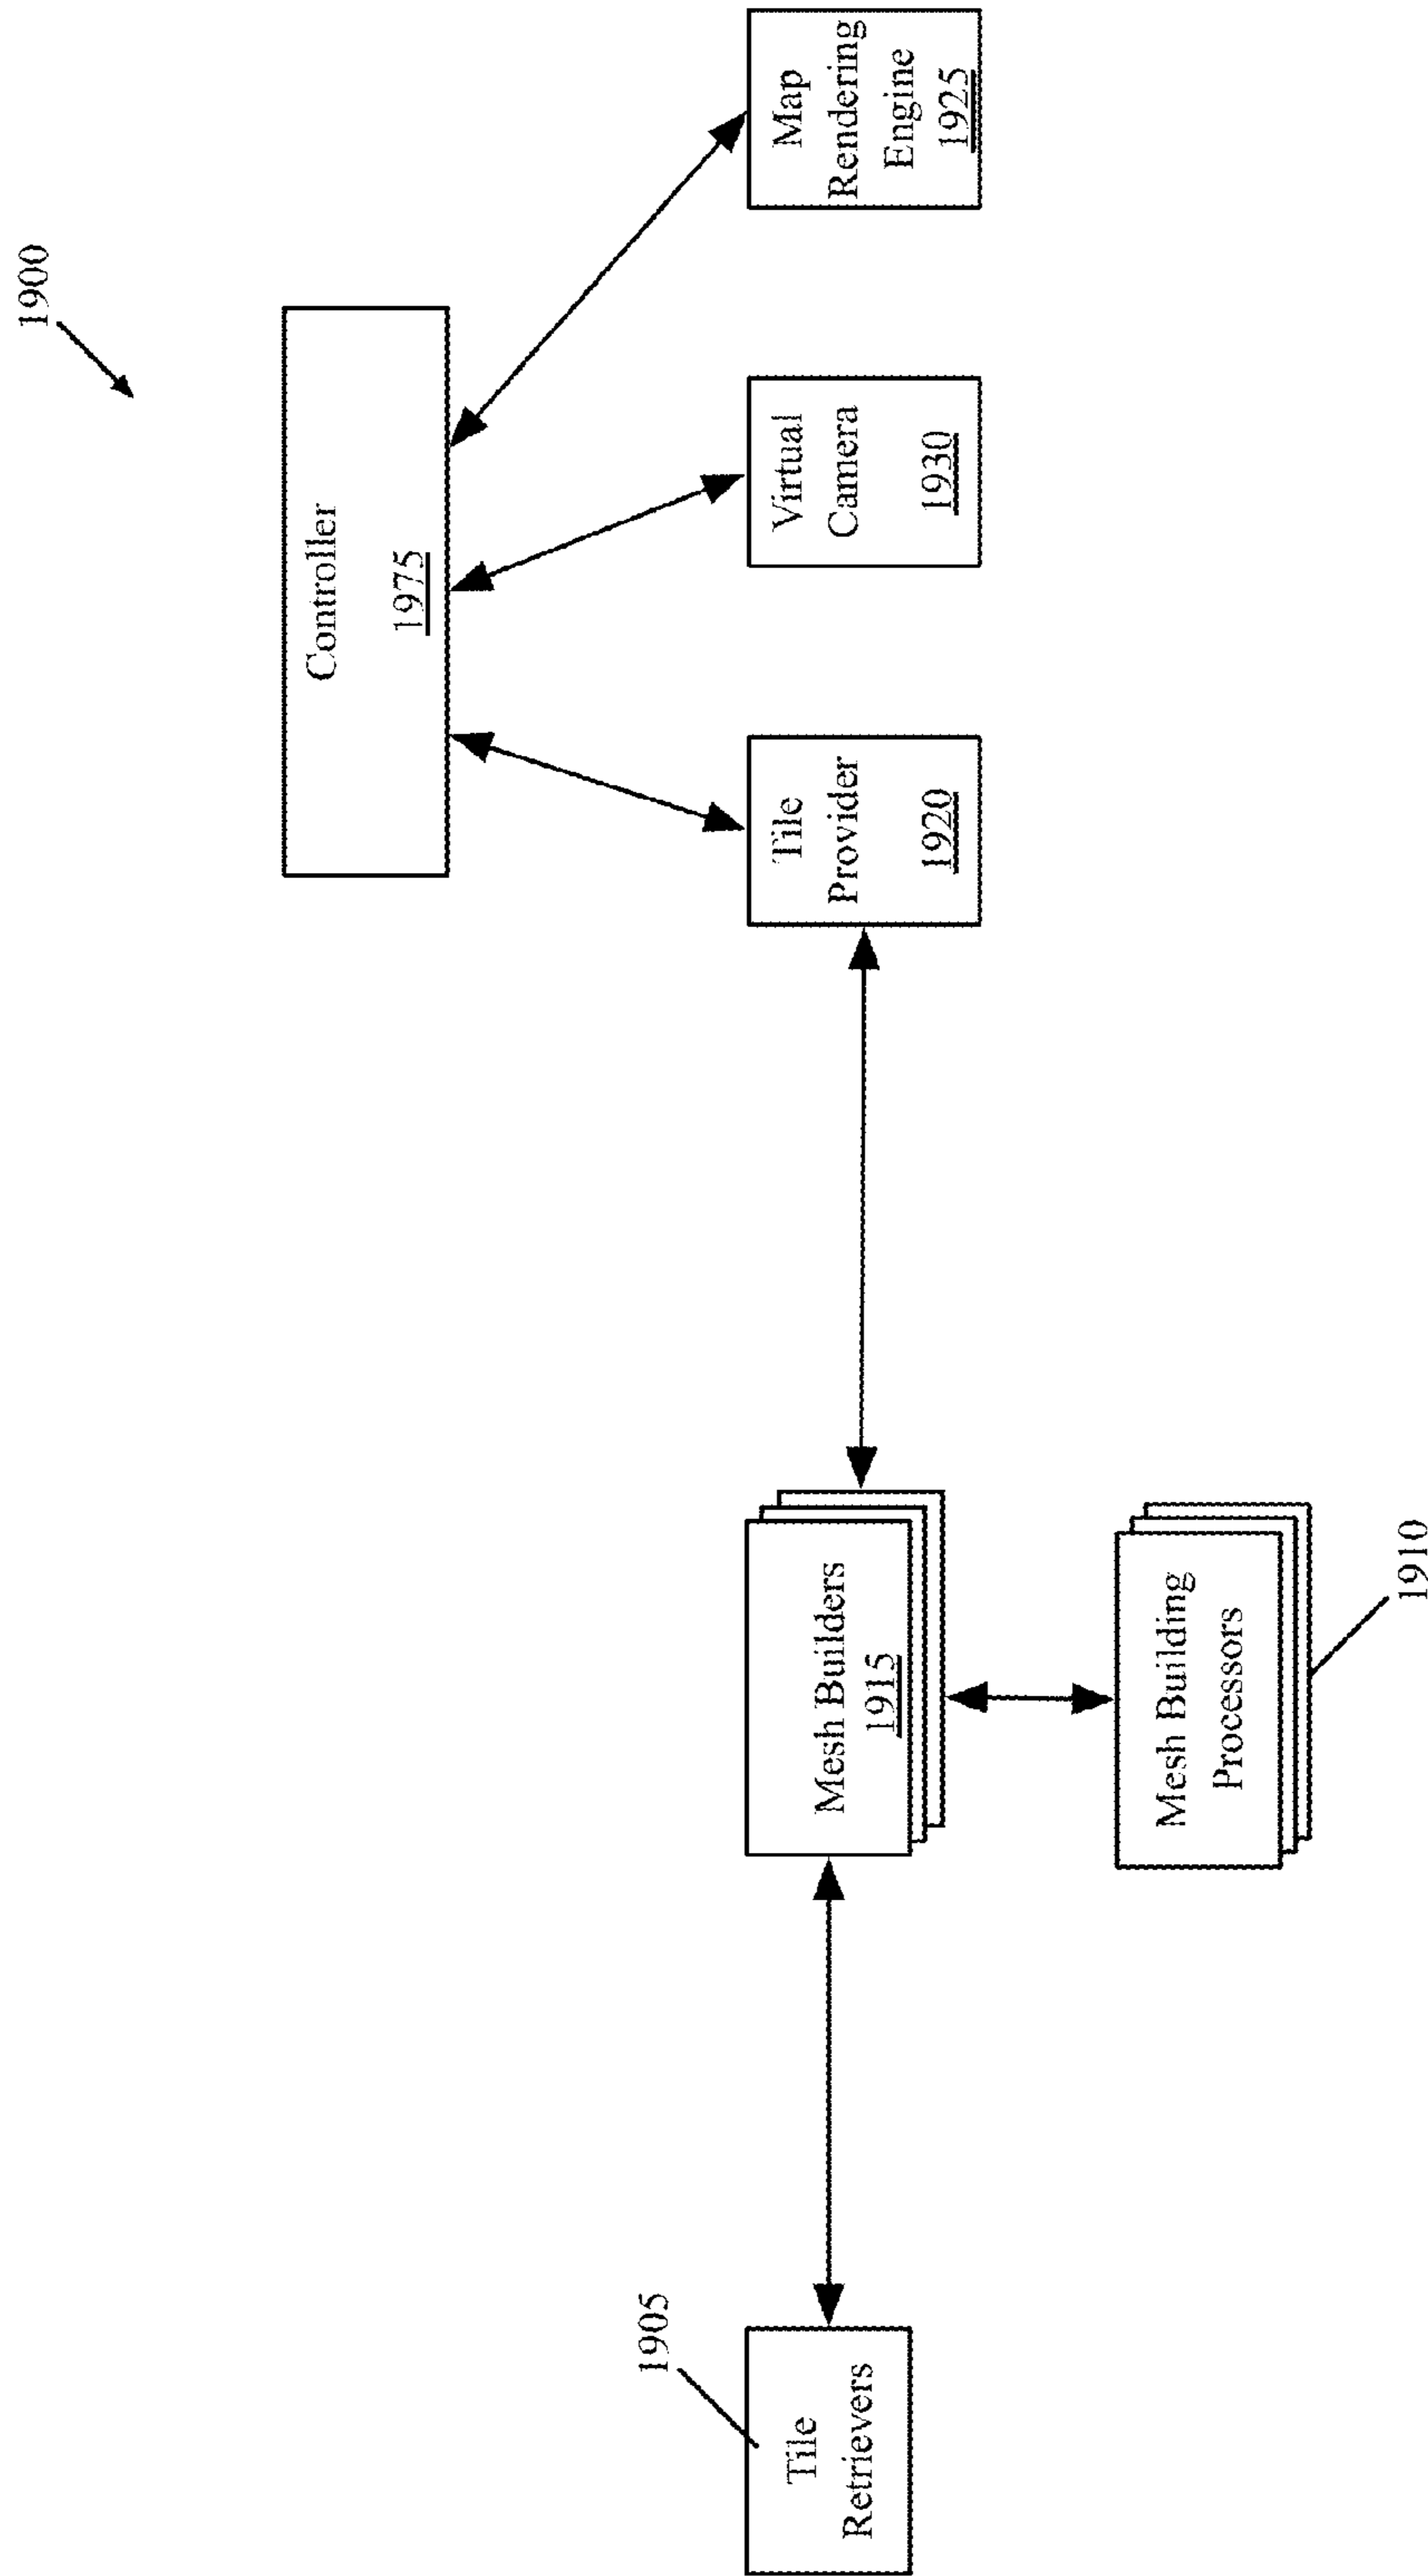 1900
Controller
1975
Tile
Provider
1920
Virtual
Camera
1930
Map
Rendering
Engine
1925
1905
Tile
Retrievers
Mesh Builders
1915
Mesh Building
Processors
1910